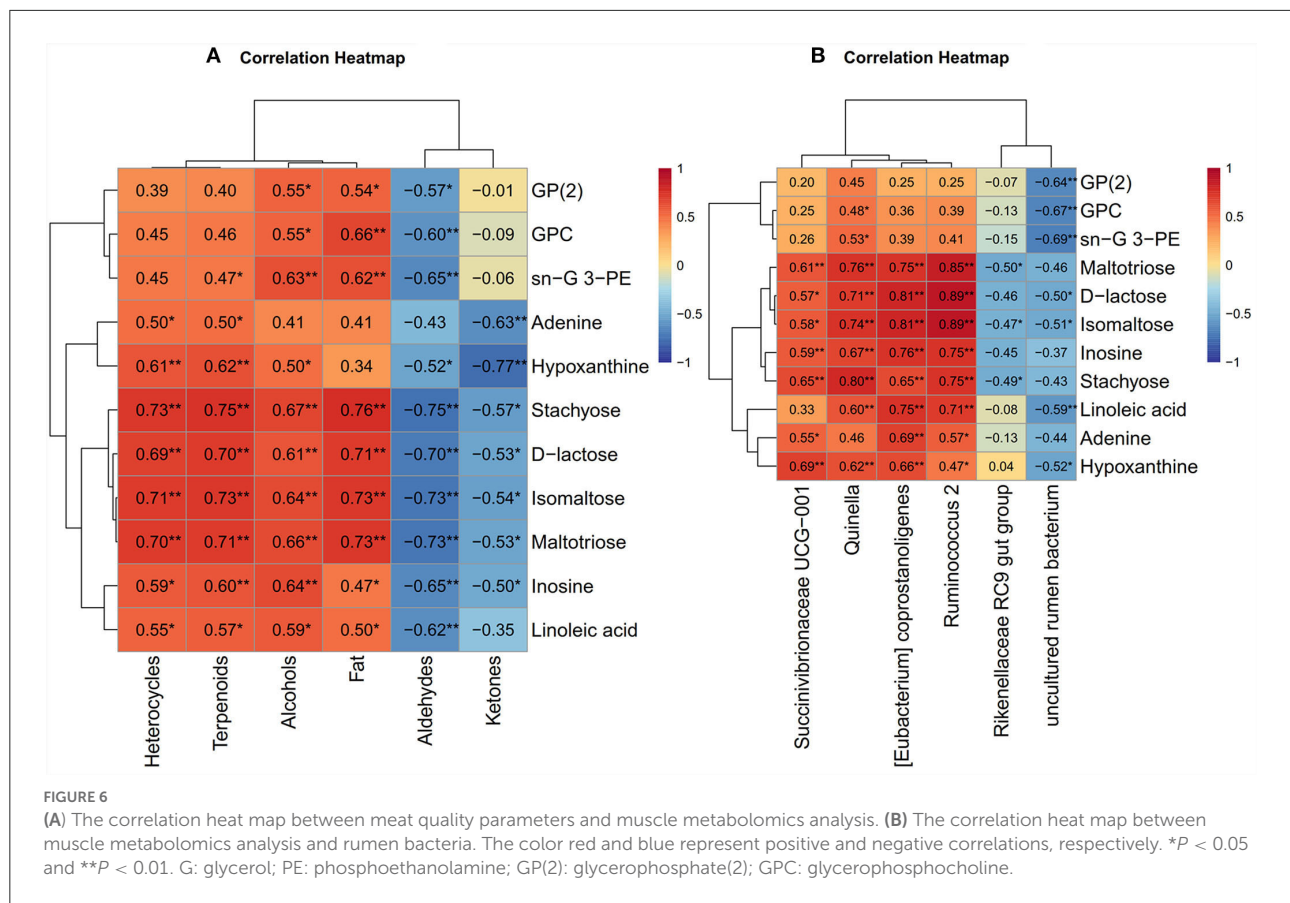 A Correlation Heatmap
0.39 0.40 0.55* 0.54* −0.57* −0.01 GP(2)
0.45 0.46 0.55* 0.66** −0.60** −0.09 GPC
0.45 0.47* 0.63** 0.62** −0.65** −0.06 sn−G 3−PE
0.50* 0.50* 0.41 0.41 −0.43 −0.63** Adenine
0.61** 0.62** 0.50* 0.34 −0.52* −0.77** Hypoxanthine
0.73** 0.75** 0.67** 0.76** −0.75** −0.57* Stachyose
0.69** 0.70** 0.61** 0.71** −0.70** −0.53* D−lactose
0.71** 0.73** 0.64** 0.73** −0.73** −0.54* Isomaltose
0.70** 0.71** 0.66** 0.73** −0.73** −0.53* Maltotriose
0.59* 0.60** 0.64** 0.47* −0.65** −0.50* Inosine
0.55* 0.57* 0.59* 0.50* −0.62** −0.35 Linoleic acid
Heterocycles
Terpenoids
Alcohols
Fat
Aldehydes
Ketones
1
0.5
0
−0.5
−1
B Correlation Heatmap
0.20 0.45 0.25 0.25 −0.07 −0.64** GP(2)
0.25 0.48* 0.36 0.39 −0.13 −0.67** GPC
0.26 0.53* 0.39 0.41 −0.15 −0.69** sn−G 3−PE
0.61** 0.76** 0.75** 0.85** −0.50* −0.46 Maltotriose
0.57* 0.71** 0.81** 0.89** −0.46 −0.50* D−lactose
0.58* 0.74** 0.81** 0.89** −0.47* −0.51* Isomaltose
0.59** 0.67** 0.76** 0.75** −0.45 −0.37 Inosine
0.65** 0.80** 0.65** 0.75** −0.49* −0.43 Stachyose
0.33 0.60** 0.75** 0.71** −0.08 −0.59** Linoleic acid
0.55* 0.46 0.69** 0.57* −0.13 −0.44 Adenine
0.69** 0.62** 0.66** 0.47* 0.04 −0.52* Hypoxanthine
Succinivibrionaceae UCG−001
Quinella
[Eubacterium] coprostanoligenes
Ruminococcus 2
Rikenellaceae RC9 gut group
uncultured rumen bacterium
1
0.5
0
−0.5
−1
FIGURE 6
(A) The correlation heat map between meat quality parameters and muscle metabolomics analysis. (B) The correlation heat map between
muscle metabolomics analysis and rumen bacteria. The color red and blue represent positive and negative correlations, respectively. *P < 0.05
and **P < 0.01. G: glycerol; PE: phosphoethanolamine; GP(2): glycerophosphate(2); GPC: glycerophosphocholine.